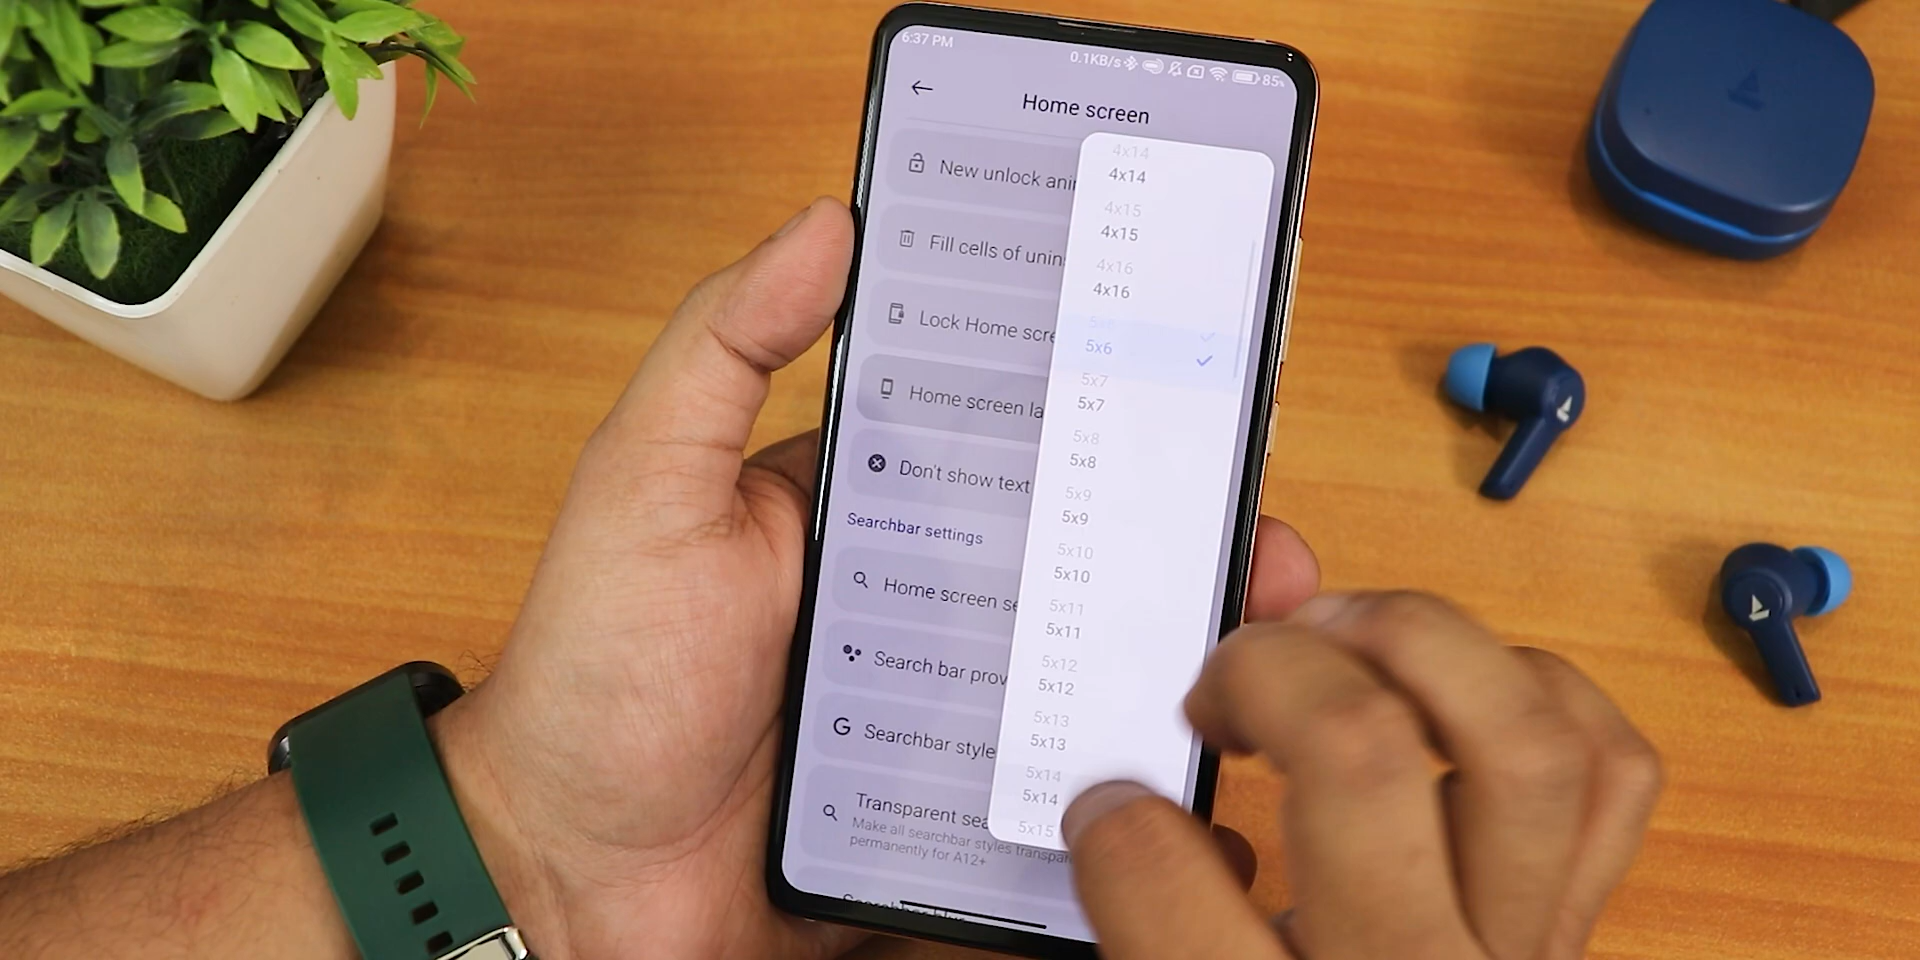 6:37 PM
0.1KB/s 85%
Home screen
New unlock ani
Fill cells of unin
Lock Home scre
Home screen la
Don't show text
Searchbar settings
Home screen se
Search bar prov
G Searchbar style
Transparent sea
Make all searchbar styles transpar
permanently for A12+
4x14
4x14
4x15
4x15
4x16
4x16
5x6
5x6
5x7
5x7
5x8
5x8
5x9
5x9
5x10
5x10
5x11
5x11
5x12
5x12
5x13
5x13
5x14
5x14
5x15